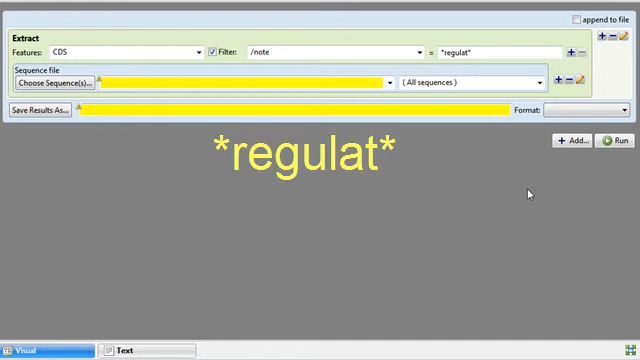 append to file
Extract
Features: CDS Filter: /note = *regulat*
Sequence file
Choose Sequence(s)... ( All sequences )
Save Results As... Format:
Add... Run
*regulat*
Visual Text